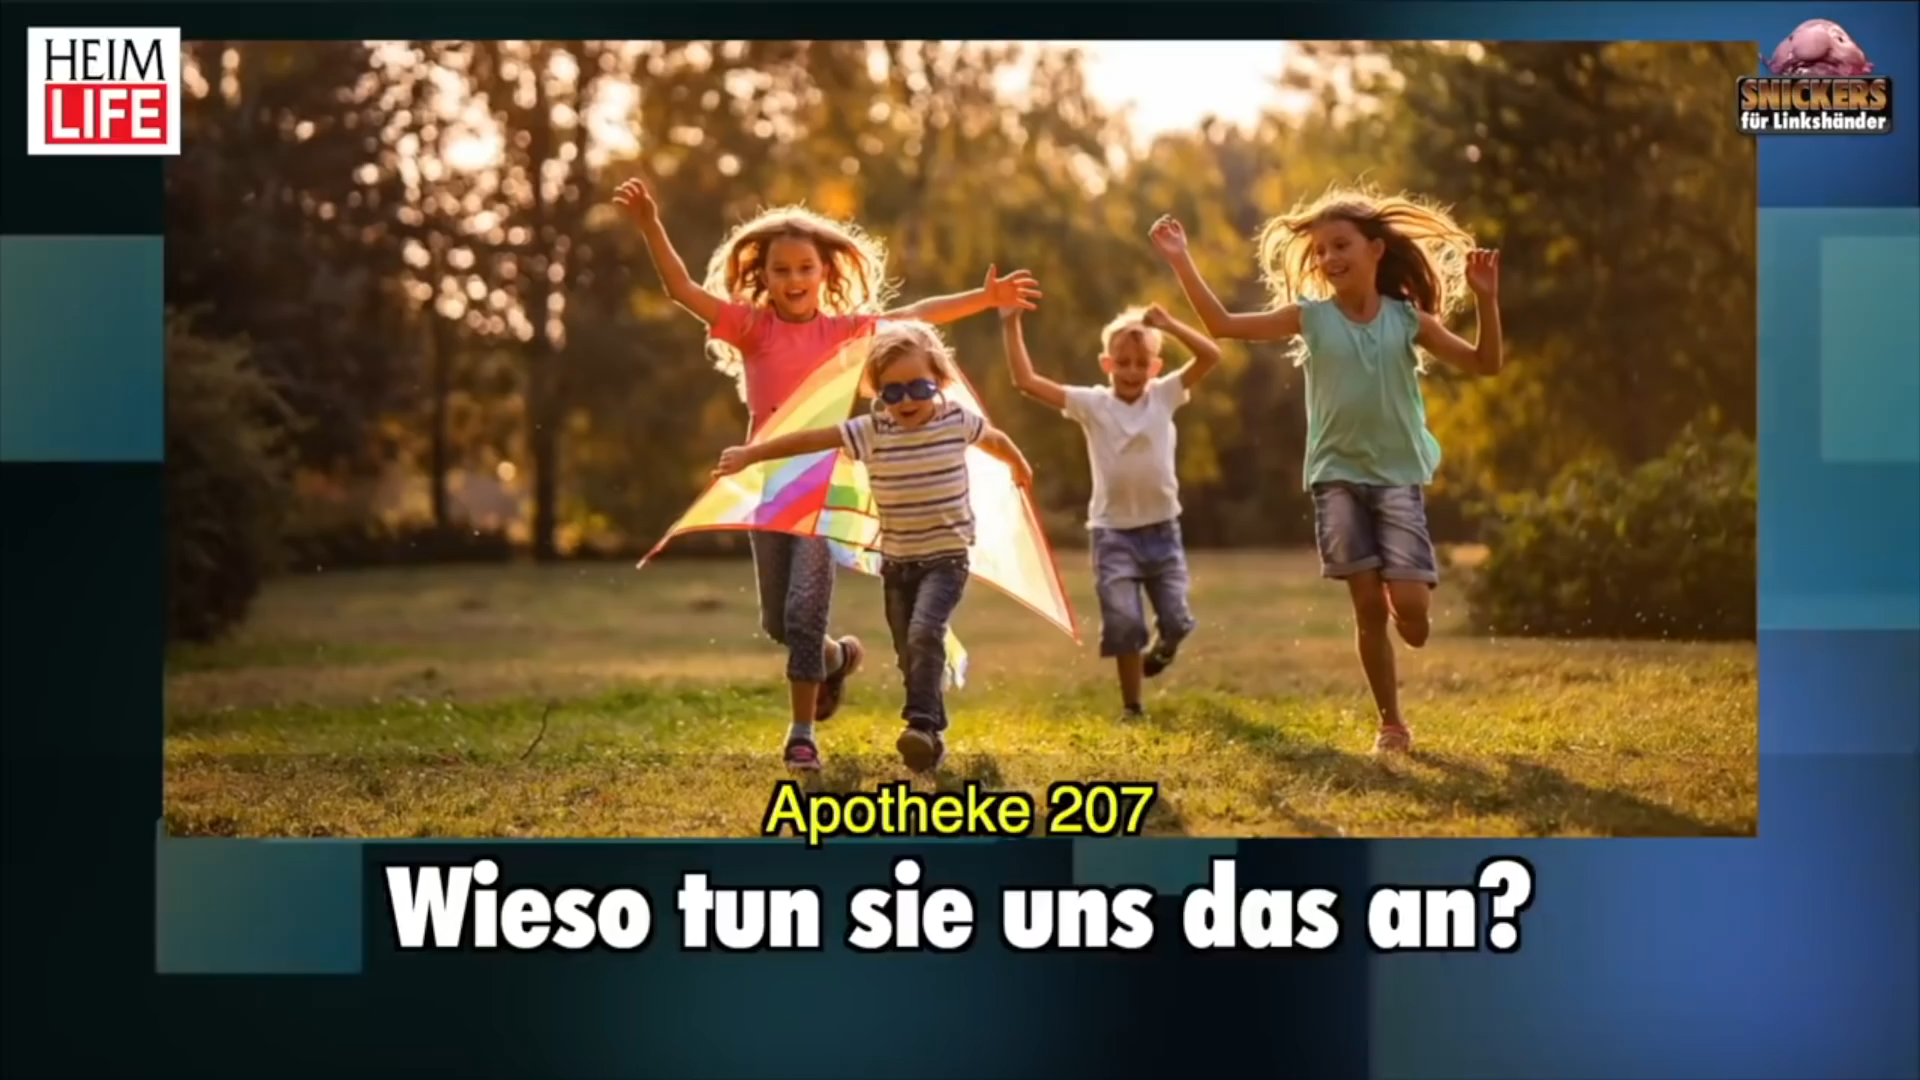 HEIM
LIFE
SNICKERS
für Linkshänder
Apotheke 207
Wieso tun sie uns das an?